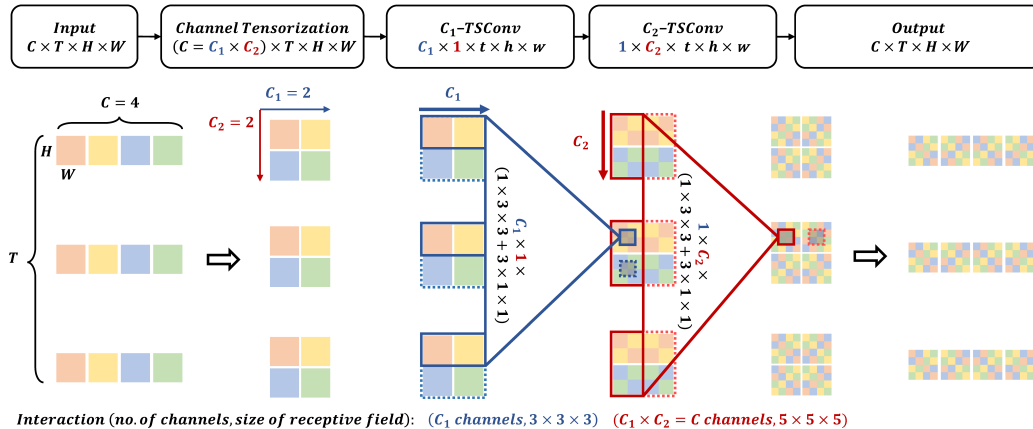 Input
C × T × H × W
Channel Tensorization
(C = C₁ × C₂) × T × H × W
C₁–TSConv
C₁ × 1 × t × h × w
C₂–TSConv
1 × C₂ × t × h × w
Output
C × T × H × W
C = 4
H
W
T
C₁ = 2
C₂ = 2
C₁
C₁ × 1 ×
(1 × 3 × 3 + 3 × 1 × 1)
C₂
1 × C₂ ×
(1 × 3 × 3 + 3 × 1 × 1)
Interaction (no. of channels, size of receptive field): (C₁ channels, 3 × 3 × 3) (C₁ × C₂ = C channels, 5 × 5 × 5)